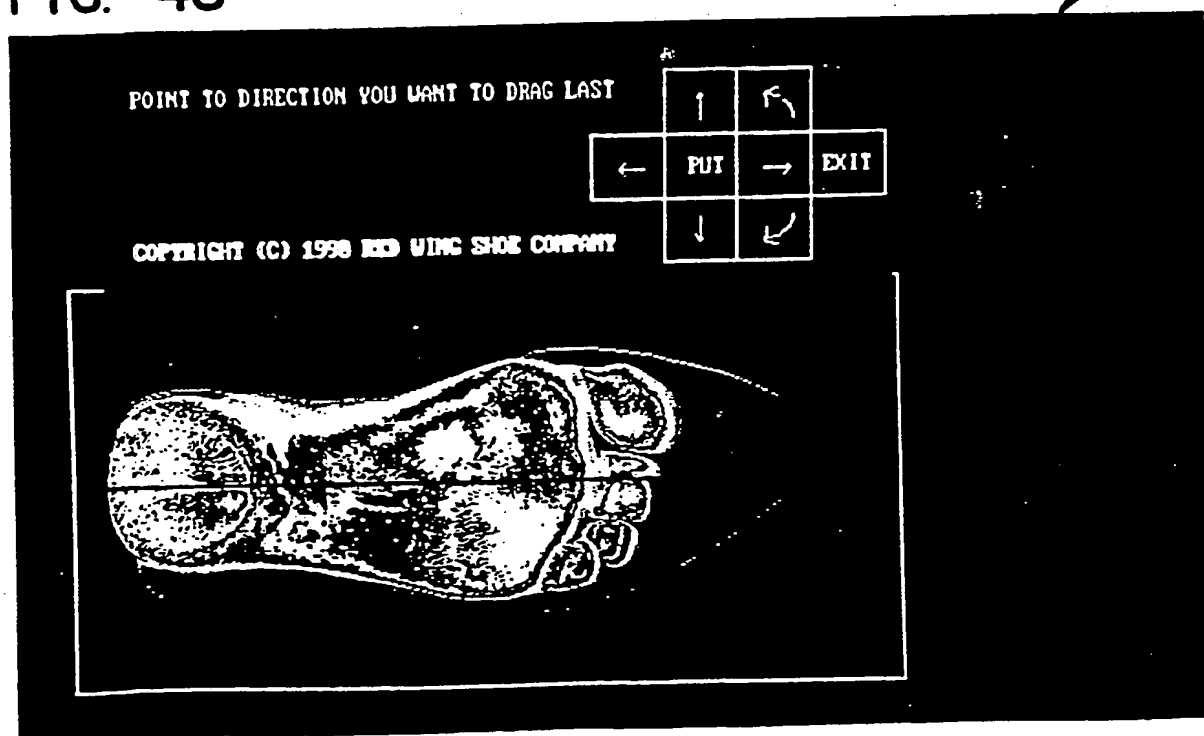 POINT TO DIRECTION YOU WANT TO DRAG LAST
← PUT → EXIT
COPYRIGHT (C) 1998 RED WING SHOE COMPANY